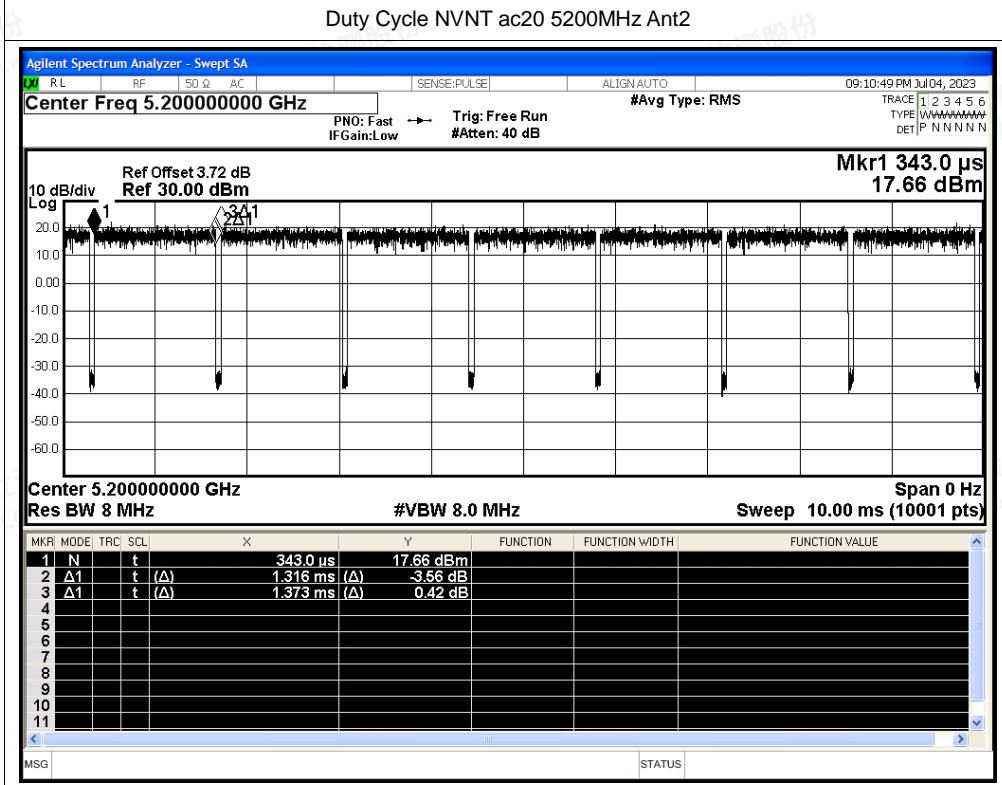 Duty Cycle NVNT ac20 5200MHz Ant2
Agilent Spectrum Analyzer - Swept SA
LXI RL RF 50 Ω AC SENSE:PULSE ALIGN AUTO 09:10:49 PM Jul 04, 2023
Center Freq 5.200000000 GHz #Avg Type: RMS TRACE 1 2 3 4 5 6
PNO: Fast Trig: Free Run TYPE
IFGain:Low #Atten: 40 dB DET P N N N N N
Mkr1 343.0 µs
Ref Offset 3.72 dB
10 dB/div Ref 30.00 dBm 17.66 dBm
Log
1 2Δ1 3Δ1
20.0
10.0
0.00
-10.0
-20.0
-30.0
-40.0
-50.0
-60.0
Center 5.200000000 GHz Span 0 Hz
Res BW 8 MHz #VBW 8.0 MHz Sweep 10.00 ms (10001 pts)
MKR MODE TRC SCL X Y FUNCTION FUNCTION WIDTH FUNCTION VALUE
1 N t 343.0 µs 17.66 dBm
2 Δ1 t (Δ) 1.316 ms (Δ) -3.56 dB
3 Δ1 t (Δ) 1.373 ms (Δ) 0.42 dB
4
5
6
7
8
9
10
11
MSG STATUS